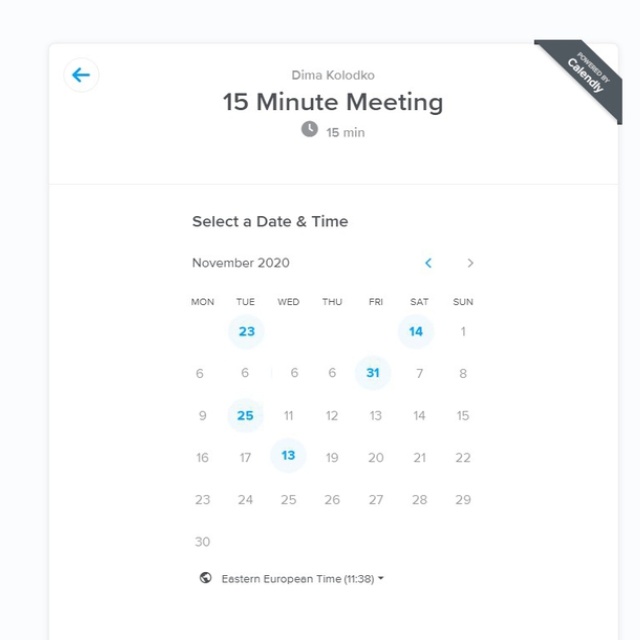 POWERED BY
Calendly
Dima Kolodko
15 Minute Meeting
15 min
Select a Date & Time
November 2020
MON TUE WED THU FRI SAT SUN
23 14 1
6 6 6 6 31 7 8
9 25 11 12 13 14 15
16 17 13 19 20 21 22
23 24 25 26 27 28 29
30
Eastern European Time (11:38)